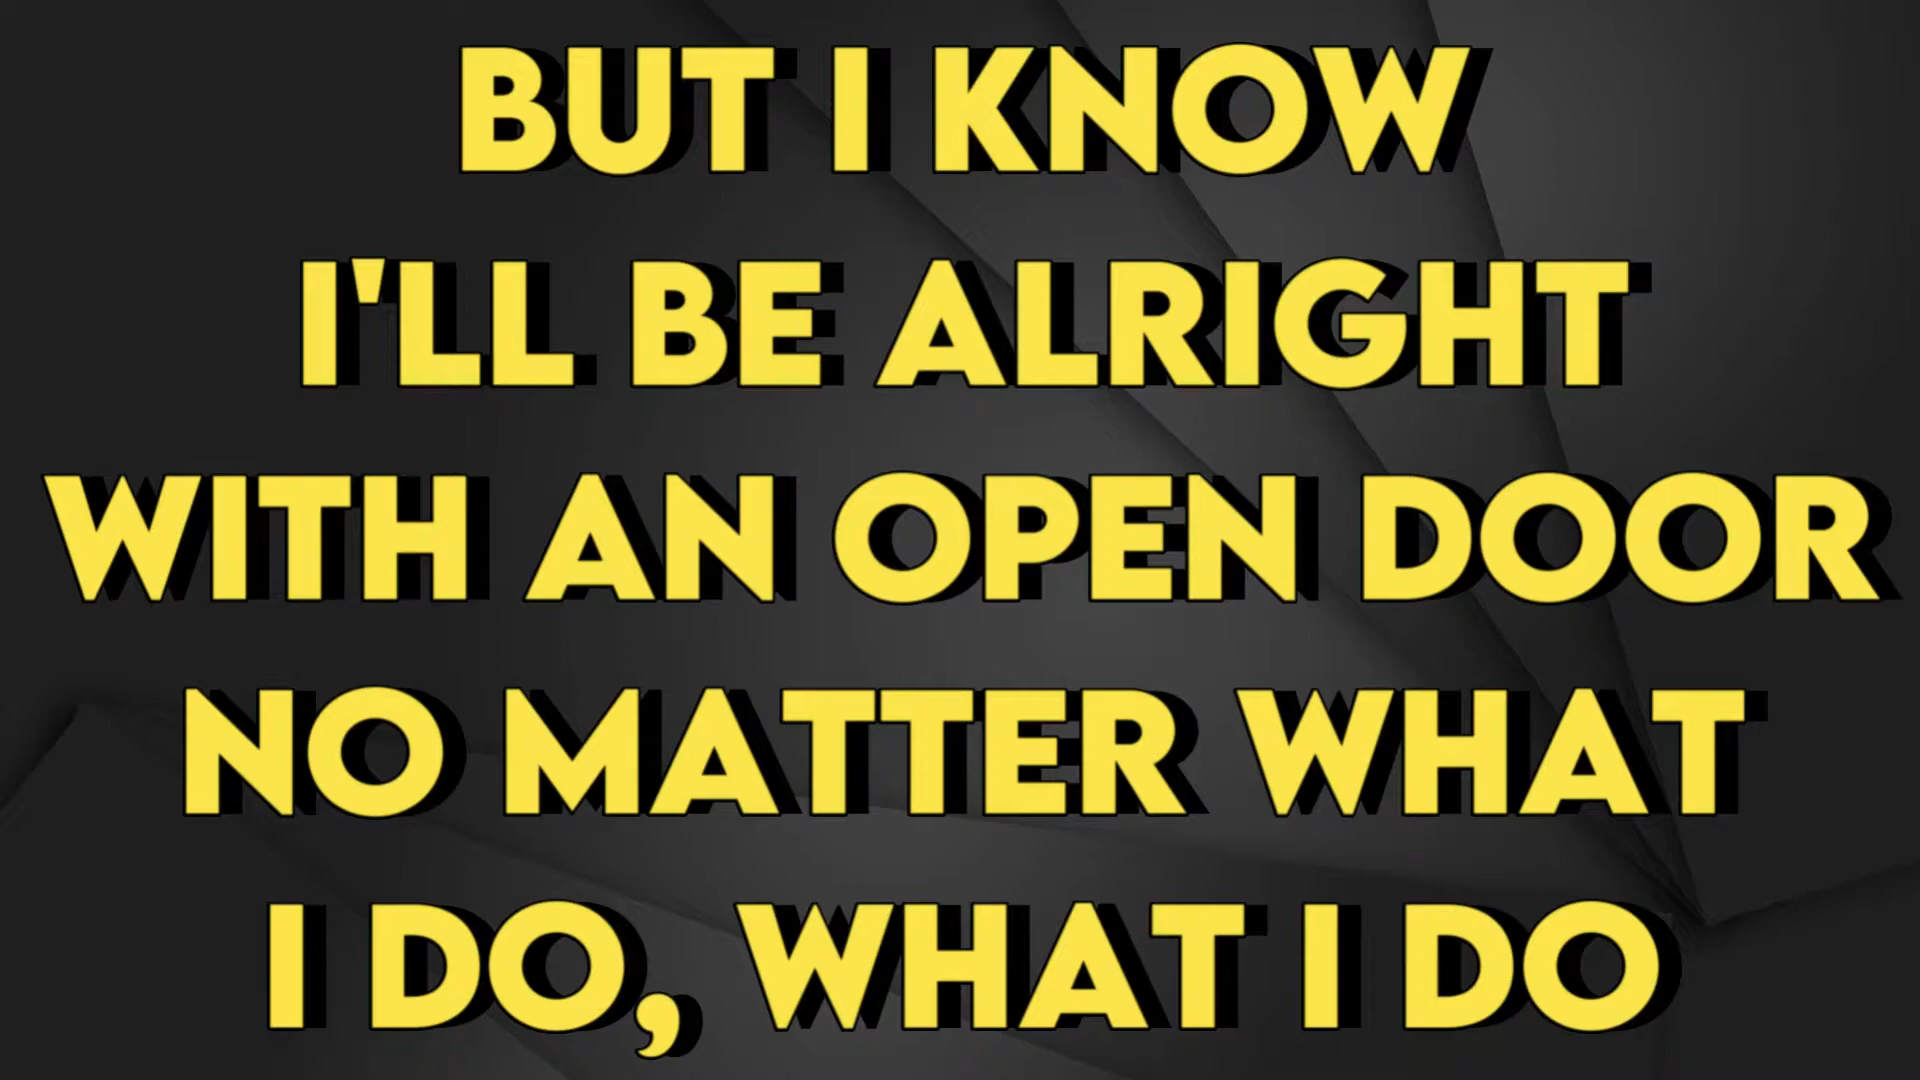 BUT I KNOW
I'LL BE ALRIGHT
WITH AN OPEN DOOR
NO MATTER WHAT
I DO, WHAT I DO